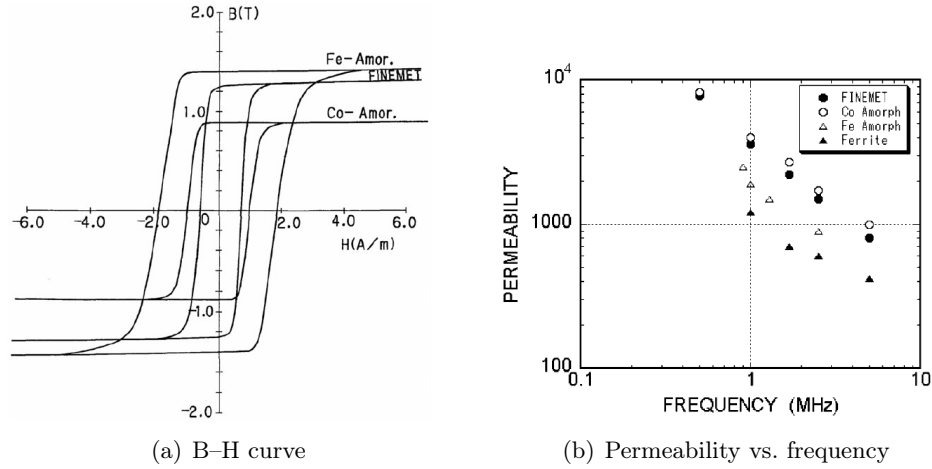 2.0
B(T)
Fe-Amor.
FINEMET
1.0
Co-Amor.
-6.0 -4.0 -2.0 0 2.0 4.0 6.0
H(A/m)
-1.0
-2.0
(a) B–H curve
10^4
1000
100
PERMEABILITY
FINEMET
Co Amorph
Fe Amorph
Ferrite
0.1 1 10
FREQUENCY (MHz)
(b) Permeability vs. frequency